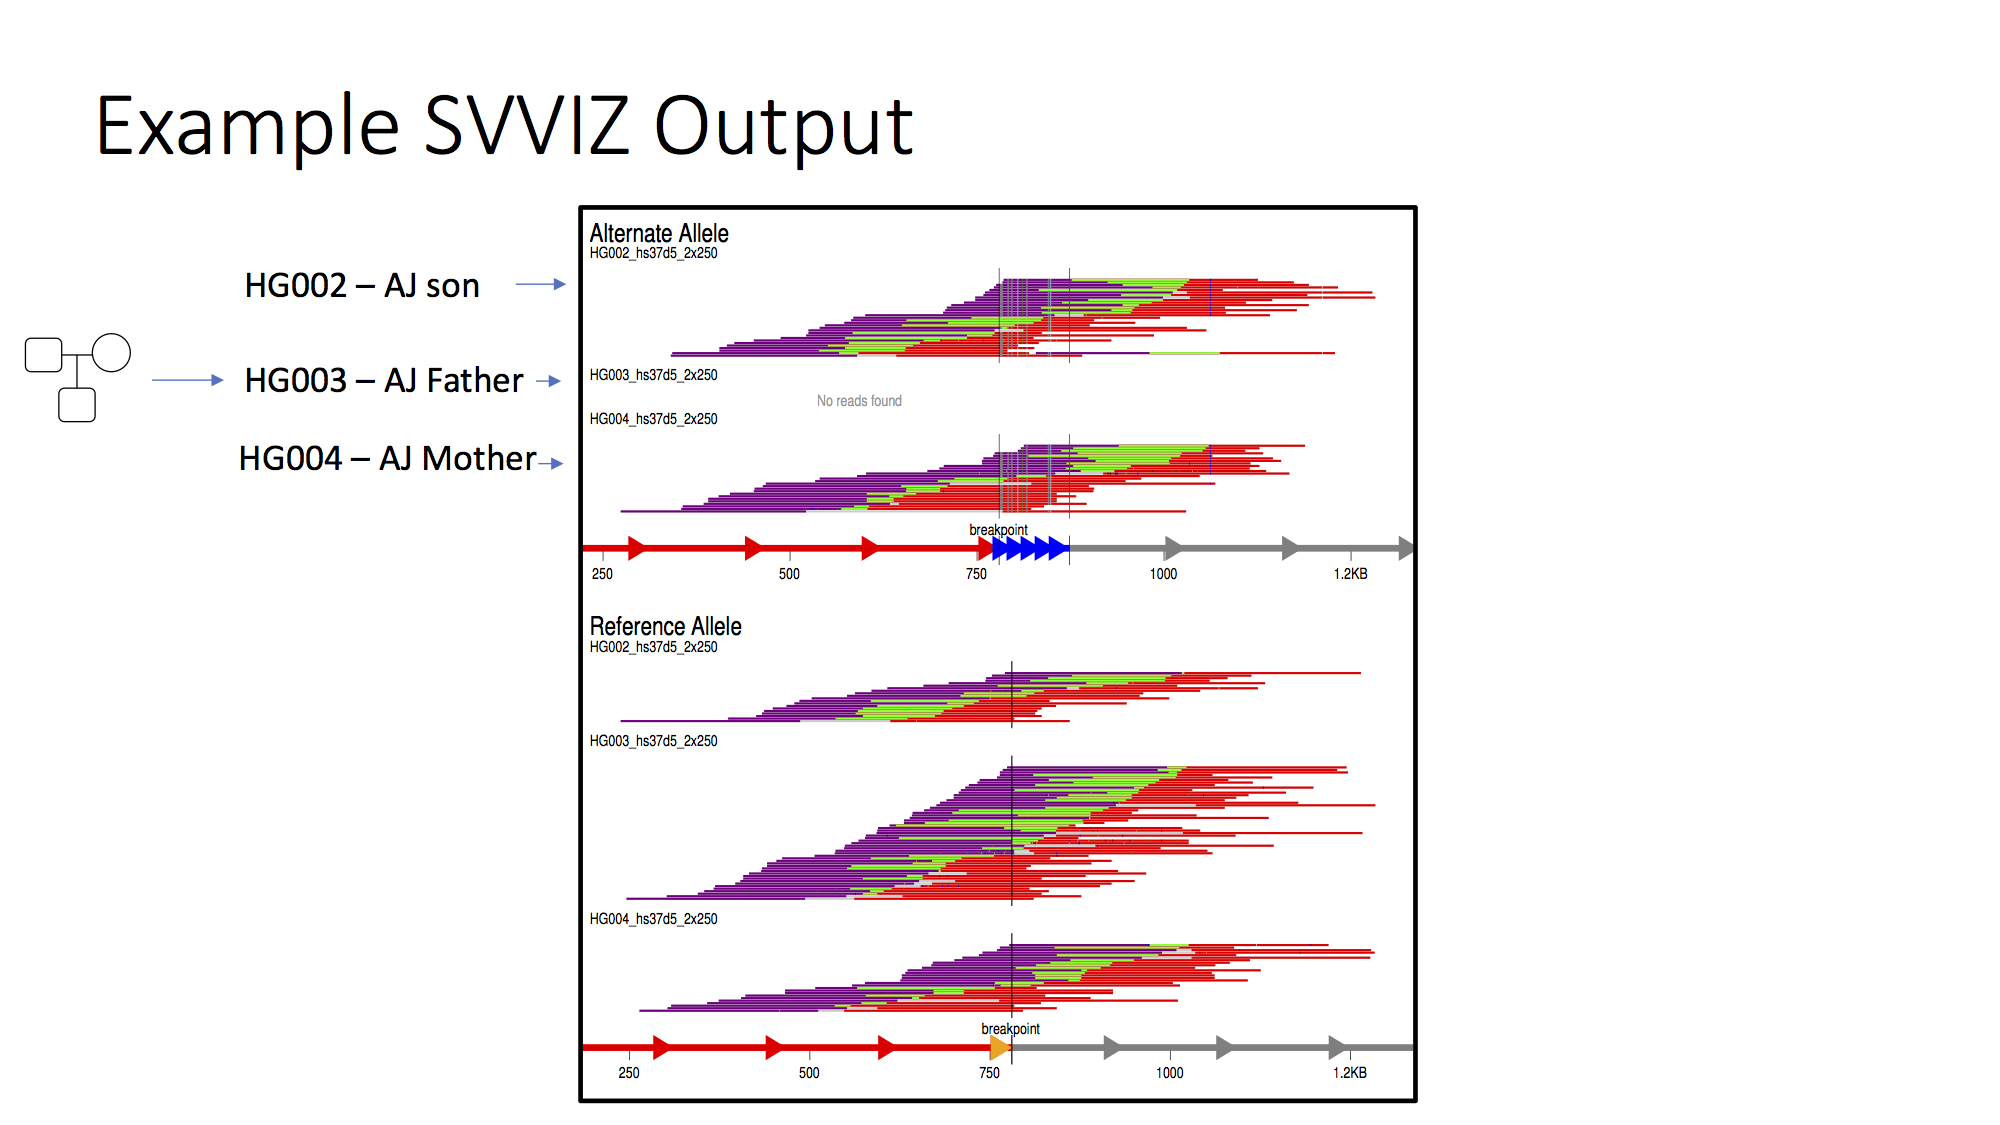 Example SVVIZ Output
HG002 – AJ son
HG003 – AJ Father
HG004 – AJ Mother
Alternate Allele
HG002_hs37d5_2x250
HG003_hs37d5_2x250
No reads found
HG004_hs37d5_2x250
breakpoint
250 500 750 1000 1.2KB
Reference Allele
HG002_hs37d5_2x250
HG003_hs37d5_2x250
HG004_hs37d5_2x250
breakpoint
250 500 750 1000 1.2KB